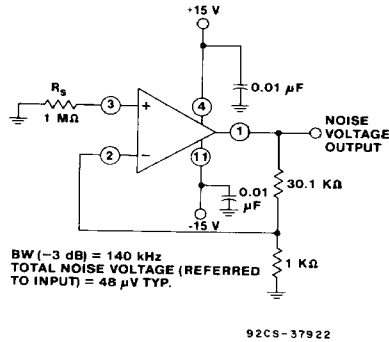 +15 V
0.01 µF
Rs
1 MΩ
3
+
4
2
−
11
1
NOISE
VOLTAGE
OUTPUT
30.1 KΩ
0.01
µF
-15 V
1 KΩ
BW (−3 dB) = 140 kHz
TOTAL NOISE VOLTAGE (REFERRED
TO INPUT) = 48 µV TYP.
92CS-37922